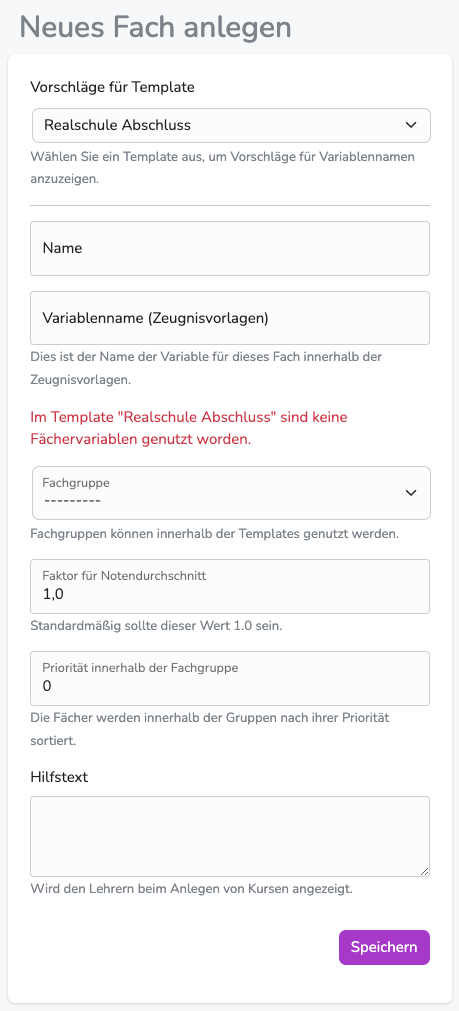 Neues Fach anlegen
Vorschläge für Template
Realschule Abschluss
Wählen Sie ein Template aus, um Vorschläge für Variablennamen
anzuzeigen.
Name
Variablenname (Zeugnisvorlagen)
Dies ist der Name der Variable für dieses Fach innerhalb der
Zeugnisvorlagen.
Im Template "Realschule Abschluss" sind keine
Fächervariablen genutzt worden.
Fachgruppe
---------
Fachgruppen können innerhalb der Templates genutzt werden.
Faktor für Notendurchschnitt
1,0
Standardmäßig sollte dieser Wert 1.0 sein.
Priorität innerhalb der Fachgruppe
0
Die Fächer werden innerhalb der Gruppen nach ihrer Priorität
sortiert.
Hilfstext
Wird den Lehrern beim Anlegen von Kursen angezeigt.
Speichern